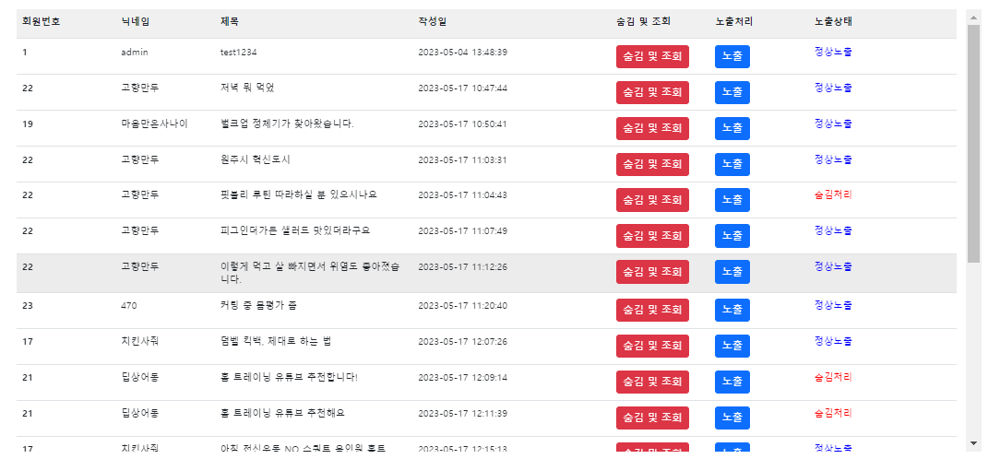 회원번호 닉네임 제목 작성일 숨김 및 조회 노출처리 노출상태
1 admin test1234 2023-05-04 13:48:39 숨김 및 조회 노출 정상노출
22 고향만두 저녁 뭐 먹었 2023-05-17 10:47:44 숨김 및 조회 노출 정상노출
19 마음만은사나이 벌크업 정체기가 찾아왔습니다. 2023-05-17 10:50:41 숨김 및 조회 노출 정상노출
22 고향만두 원주시 혁신도시 2023-05-17 11:03:31 숨김 및 조회 노출 정상노출
22 고향만두 핏블리 루틴 따라하실 분 있으시나요 2023-05-17 11:04:43 숨김 및 조회 노출 숨김처리
22 고향만두 피그인더가든 샐러드 맛있더라구요 2023-05-17 11:07:49 숨김 및 조회 노출 정상노출
22 고향만두 이렇게 먹고 살 빠지면서 위염도 좋아졌습 2023-05-17 11:12:26 숨김 및 조회 노출 정상노출
니다.
23 470 커팅 중 몸평가 좀 2023-05-17 11:20:40 숨김 및 조회 노출 정상노출
17 치킨사줘 덤벨 킥백, 제대로 하는 법 2023-05-17 12:07:26 숨김 및 조회 노출 정상노출
21 딥상어동 홈 트레이닝 유튜브 추천합니다! 2023-05-17 12:09:14 숨김 및 조회 노출 숨김처리
21 딥상어동 홈 트레이닝 유튜브 추천해요 2023-05-17 12:11:39 숨김 및 조회 노출 숨김처리
17 치킨사줘 아침 전신운동 NO 스쿼트 올인원 홈트 2023-05-17 12:15:13 숨김 및 조회 노출 정상노출